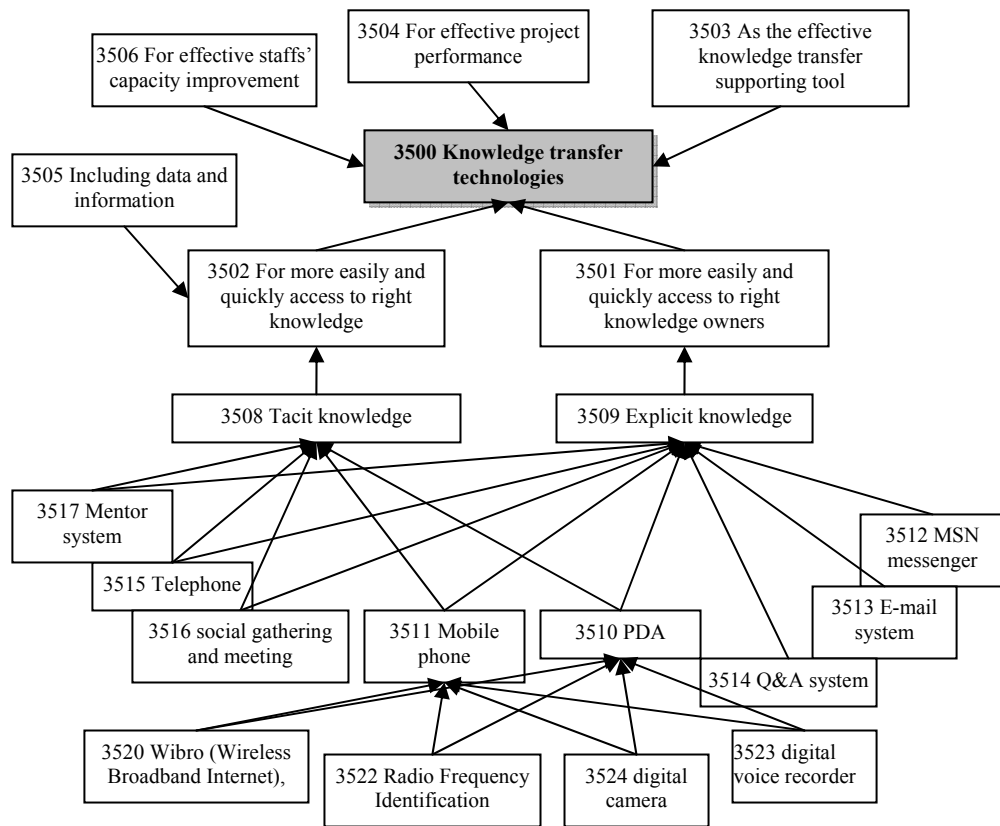 3506 For effective staffs'
capacity improvement
3504 For effective project
performance
3503 As the effective
knowledge transfer
supporting tool
3500 Knowledge transfer
technologies
3505 Including data and
information
3502 For more easily and
quickly access to right
knowledge
3501 For more easily and
quickly access to right
knowledge owners
3508 Tacit knowledge
3509 Explicit knowledge
3517 Mentor
system
3512 MSN
messenger
3515 Telephone
3513 E-mail
system
3516 social gathering
and meeting
3511 Mobile
phone
3510 PDA
3514 Q&A system
3520 Wibro (Wireless
Broadband Internet),
3522 Radio Frequency
Identification
3524 digital
camera
3523 digital
voice recorder